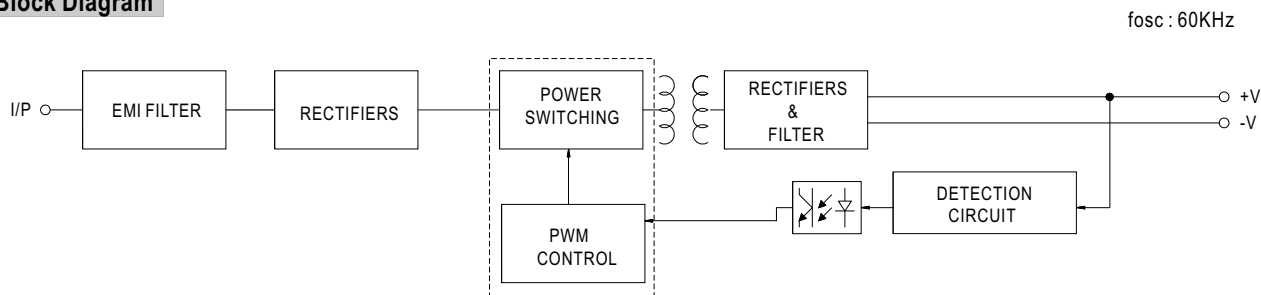 Block Diagram
fosc : 60KHz
I/P
EMI FILTER
RECTIFIERS
POWER
SWITCHING
RECTIFIERS
&
FILTER
+V
-V
DETECTION
CIRCUIT
PWM
CONTROL